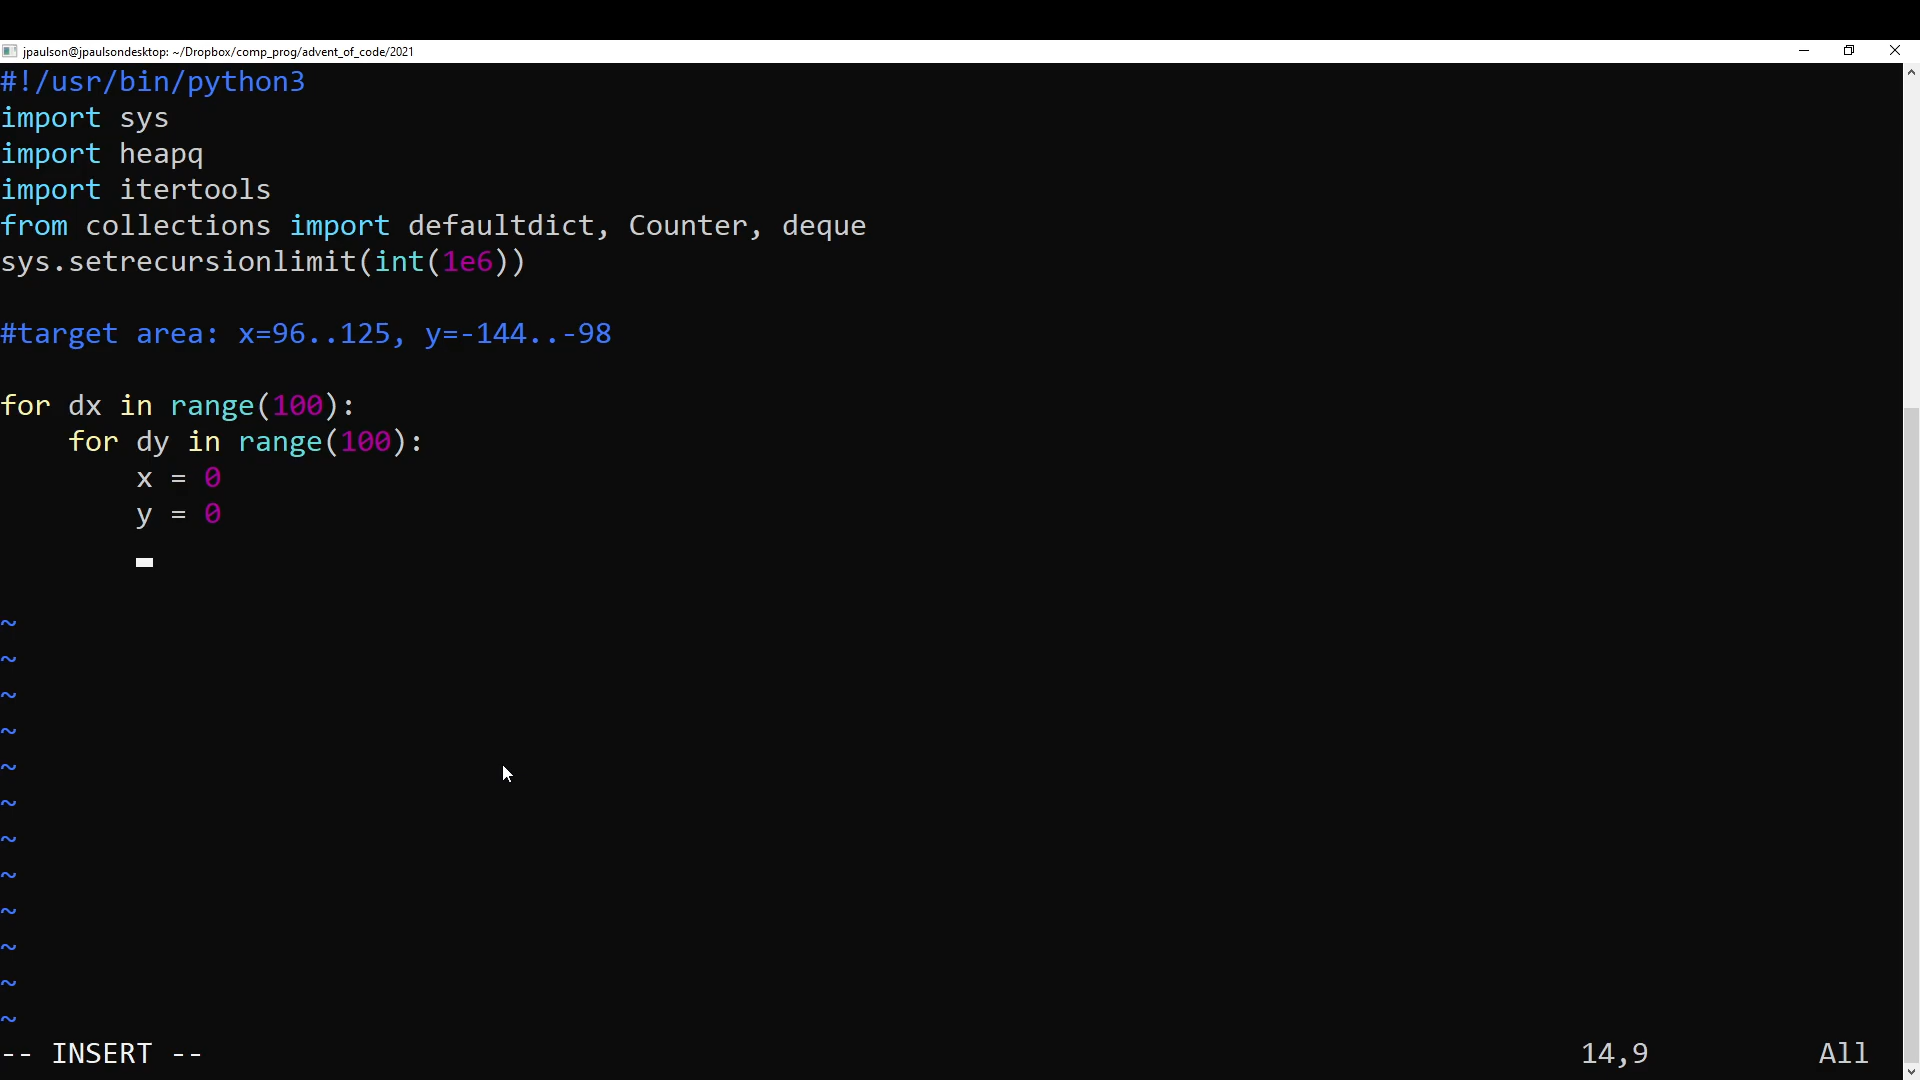 jpaulson@jpaulsondesktop: ~/Dropbox/comp_prog/advent_of_code/2021
#!/usr/bin/python3
import sys
import heapq
import itertools
from collections import defaultdict, Counter, deque
sys.setrecursionlimit(int(1e6))
#target area: x=96..125, y=-144..-98
for dx in range(100):
    for dy in range(100):
        x = 0
        y = 0
~
~
~
~
~
~
~
~
~
~
~
~
-- INSERT -- 14,9 All